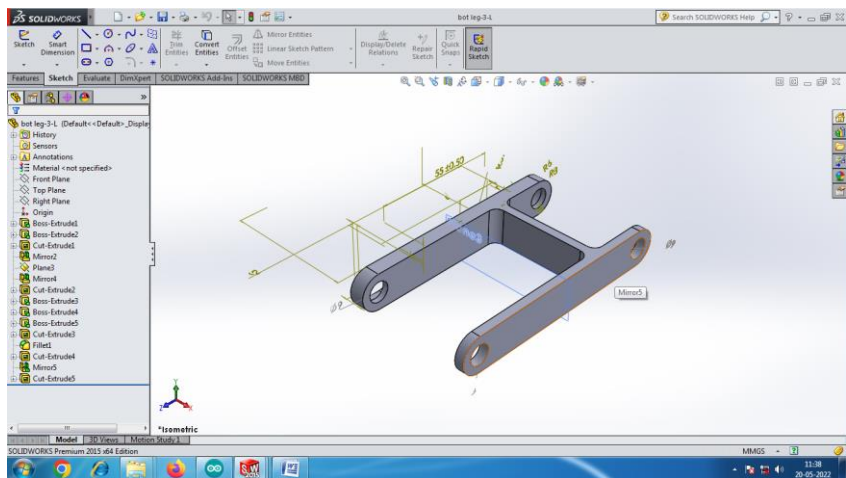 SOLIDWORKS
bot leg-3-L
Search SOLIDWORKS Help
Sketch
Smart Dimension
Trim Entities
Convert Entities
Offset Entities
Mirror Entities
Linear Sketch Pattern
Move Entities
Display/Delete Relations
Repair Sketch
Quick Snaps
Rapid Sketch
Features Sketch Evaluate DimXpert SOLIDWORKS Add-Ins SOLIDWORKS MBD
bot leg-3-L (Default<<Default>_Display
History
Sensors
Annotations
Material <not specified>
Front Plane
Top Plane
Right Plane
Origin
Boss-Extrude1
Boss-Extrude2
Cut-Extrude1
Mirror2
Plane3
Mirror4
Cut-Extrude2
Boss-Extrude3
Boss-Extrude4
Boss-Extrude5
Cut-Extrude3
Fillet1
Cut-Extrude4
Mirror5
Cut-Extrude5
55 ±0.50
Ø9
Mirror5
*Isometric
Model 3D Views Motion Study 1
SOLIDWORKS Premium 2015 x64 Edition
MMGS
11:38
20-05-2022